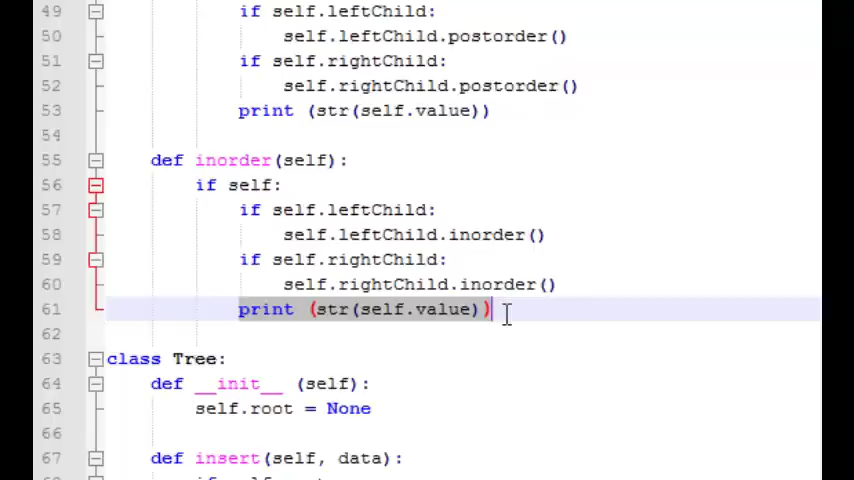 49 if self.leftChild:
50 self.leftChild.postorder()
51 if self.rightChild:
52 self.rightChild.postorder()
53 print (str(self.value))
54
55 def inorder(self):
56 if self:
57 if self.leftChild:
58 self.leftChild.inorder()
59 if self.rightChild:
60 self.rightChild.inorder()
61 print (str(self.value))
62
63 class Tree:
64 def __init__ (self):
65 self.root = None
66
67 def insert(self, data):